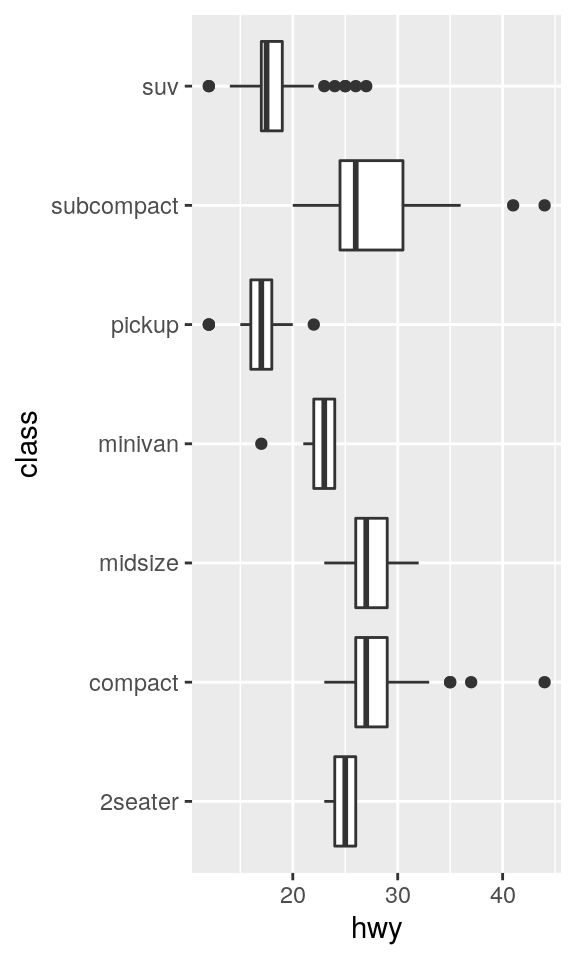 suv
subcompact
pickup
minivan
midsize
compact
2seater
class
20 30 40
hwy